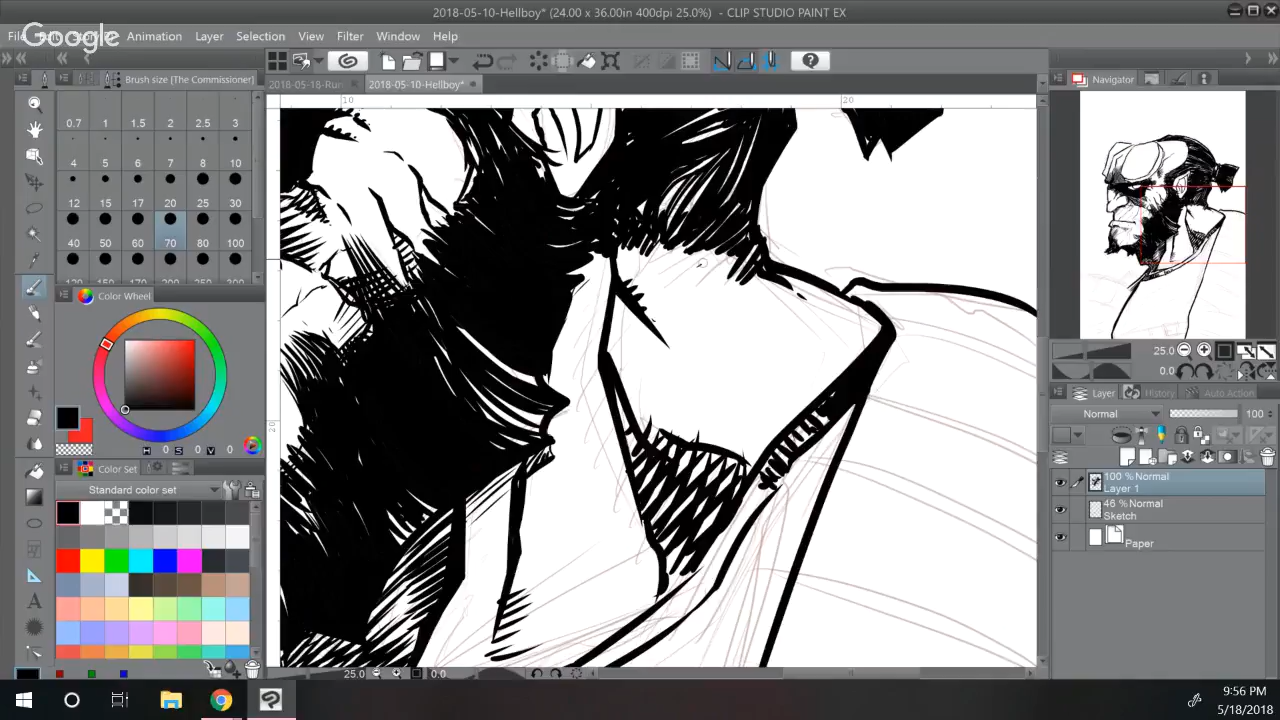 2018-05-10-Hellboy* (24.00 x 36.00in 400dpi 25.0%) - CLIP STUDIO PAINT EX
Google
File Animation Layer Selection View Filter Window Help
Brush size [The Commissioner]
2018-05-18-Run
2018-05-10-Hellboy*
Navigator
10
20
0.7 1 1.5 2 2.5 3
4 5 6 7 8 10
12 15 17 20 25 30
40 50 60 70 80 100
Color Wheel
20
H 0 S 0 V 0
25.0
0.0
Layer
History
Auto Action
Normal
100
Color Set
Standard color set
100 % Normal
Layer 1
46 % Normal
Sketch
Paper
25.0
0.0
9:56 PM
5/18/2018